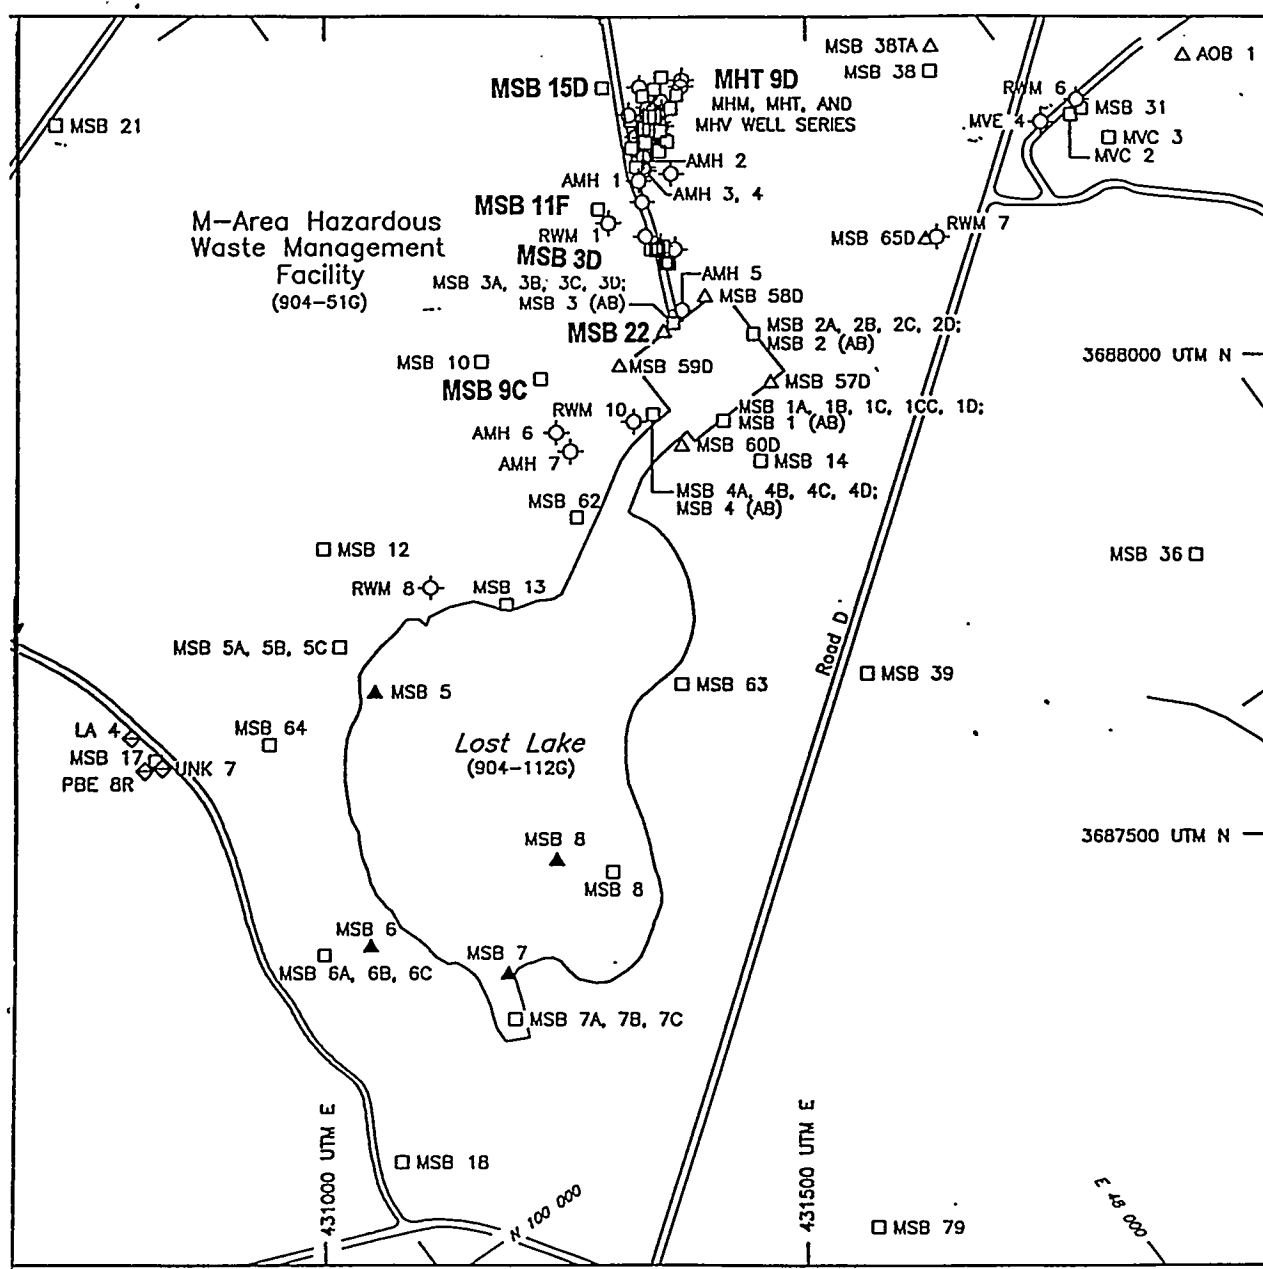 MSB 38TA
AOB 1
MSB 38
MSB 15D
MHT 9D
MHM, MHT, AND
MHV WELL SERIES
RWM 6
MSB 31
MVE 4
MVC 3
MVC 2
MSB 21
AMH 2
AMH 1
AMH 3, 4
MSB 11F
RWM 1
M-Area Hazardous
Waste Management
Facility
(904-51G)
MSB 65D
RWM 7
MSB 3D
MSB 3A, 3B, 3C, 3D;
MSB 3 (AB)
AMH 5
MSB 58D
MSB 22
MSB 2A, 2B, 2C, 2D;
MSB 2 (AB)
3688000 UTM N
MSB 10
MSB 59D
MSB 9C
MSB 57D
RWM 10
MSB 1A, 1B, 1C, 1CC, 1D;
MSB 1 (AB)
AMH 6
AMH 7
MSB 60D
MSB 14
MSB 4A, 4B, 4C, 4D;
MSB 4 (AB)
MSB 62
MSB 12
MSB 36
RWM 8
MSB 13
MSB 5A, 5B, 5C
Road D
MSB 5
MSB 63
MSB 39
LA 4
MSB 64
MSB 17
UNK 7
PBE 8R
Lost Lake
(904-112G)
MSB 8
MSB 8
3687500 UTM N
MSB 6
MSB 6A, 6B, 6C
MSB 7
MSB 7A, 7B, 7C
431000 UTM E
431500 UTM E
MSB 18
N 100 000
E 48 000
MSB 79